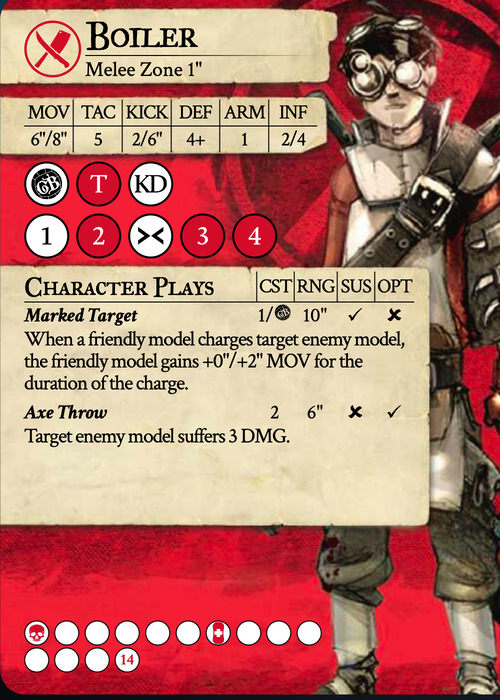 BOILER
Melee Zone 1"
MOV TAC KICK DEF ARM INF
6"/8" 5 2/6" 4+ 1 2/4
GB T KD
1 2 >< 3 4
CHARACTER PLAYS CST RNG SUS OPT
Marked Target 1/GB 10" ✓ ✘
When a friendly model charges target enemy model,
the friendly model gains +0"/+2" MOV for the
duration of the charge.
Axe Throw 2 6" ✘ ✓
Target enemy model suffers 3 DMG.
14